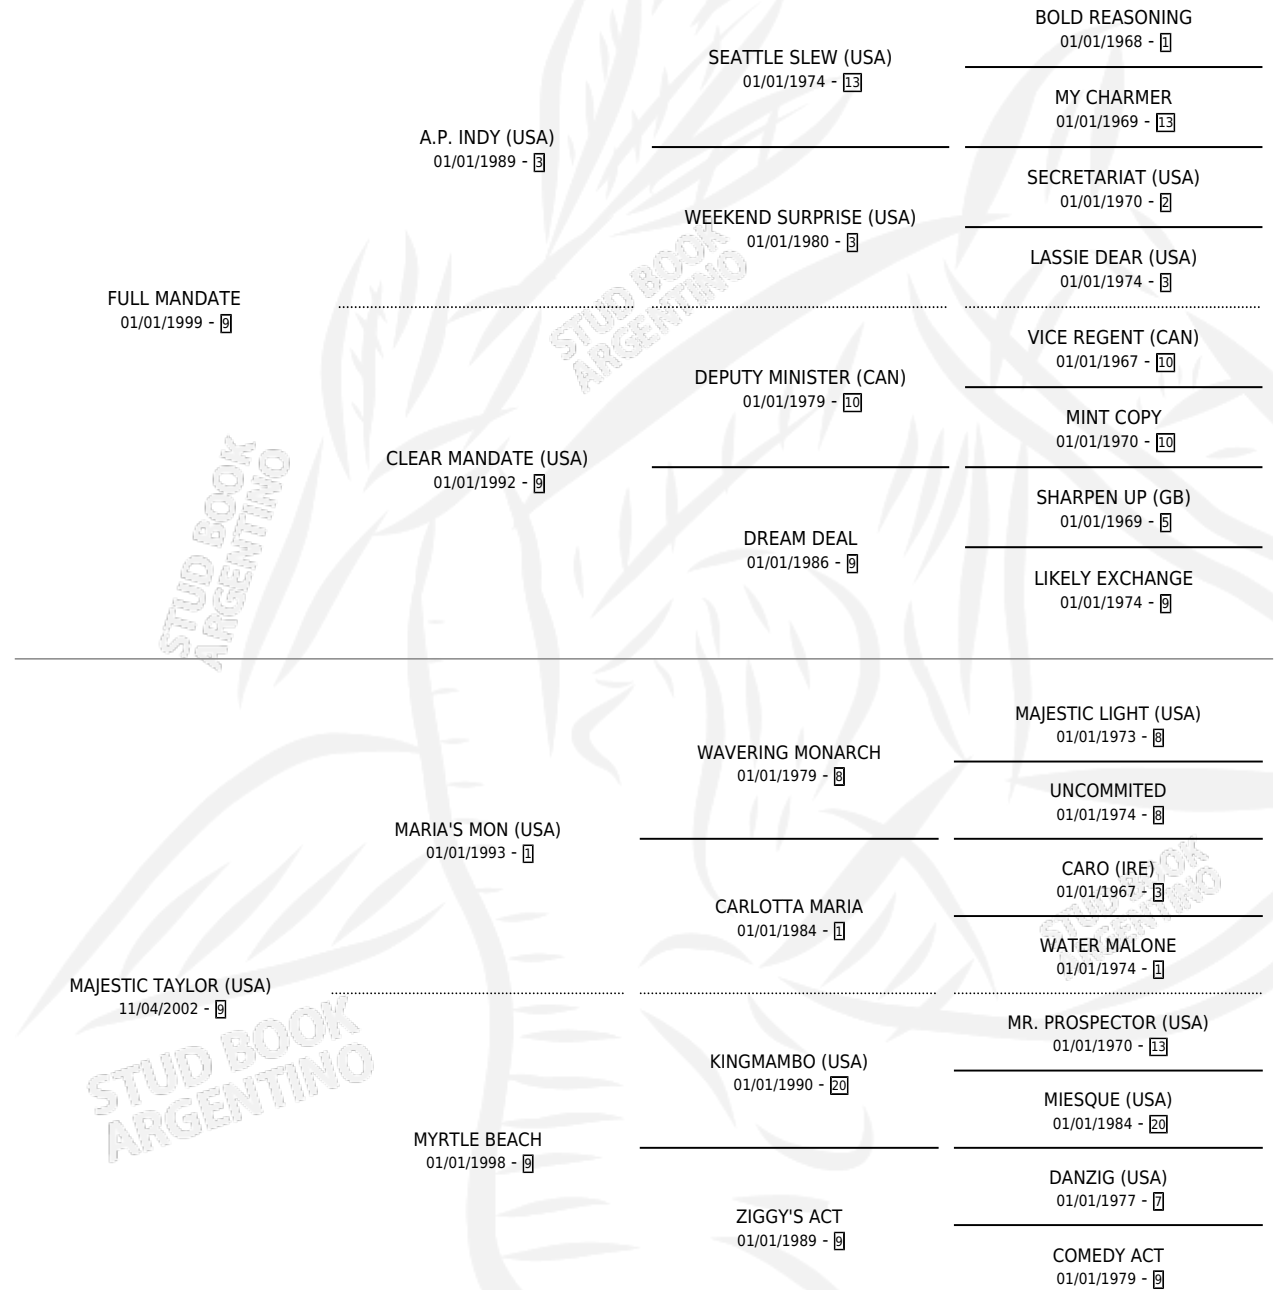 BOLD REASONING
01/01/1968 - 1
SEATTLE SLEW (USA)
01/01/1974 - 13
MY CHARMER
01/01/1969 - 13
A.P. INDY (USA)
01/01/1989 - 3
SECRETARIAT (USA)
01/01/1970 - 2
WEEKEND SURPRISE (USA)
01/01/1980 - 3
LASSIE DEAR (USA)
01/01/1974 - 3
FULL MANDATE
01/01/1999 - 9
VICE REGENT (CAN)
01/01/1967 - 10
DEPUTY MINISTER (CAN)
01/01/1979 - 10
MINT COPY
01/01/1970 - 10
CLEAR MANDATE (USA)
01/01/1992 - 9
SHARPEN UP (GB)
01/01/1969 - 5
DREAM DEAL
01/01/1986 - 9
LIKELY EXCHANGE
01/01/1974 - 9
MAJESTIC LIGHT (USA)
01/01/1973 - 8
WAVERING MONARCH
01/01/1979 - 8
UNCOMMITED
01/01/1974 - 8
MARIA'S MON (USA)
01/01/1993 - 1
CARO (IRE)
01/01/1967 - 3
CARLOTTA MARIA
01/01/1984 - 1
WATER MALONE
01/01/1974 - 1
MAJESTIC TAYLOR (USA)
11/04/2002 - 9
MR. PROSPECTOR (USA)
01/01/1970 - 13
KINGMAMBO (USA)
01/01/1990 - 20
MIESQUE (USA)
01/01/1984 - 20
MYRTLE BEACH
01/01/1998 - 9
DANZIG (USA)
01/01/1977 - 7
ZIGGY'S ACT
01/01/1989 - 9
COMEDY ACT
01/01/1979 - 9
STUD BOOK
ARGENTINO
STUD BOOK
ARGENTINO
STUD BOOK
ARGENTINO
STUD BOOK
ARGENTINO